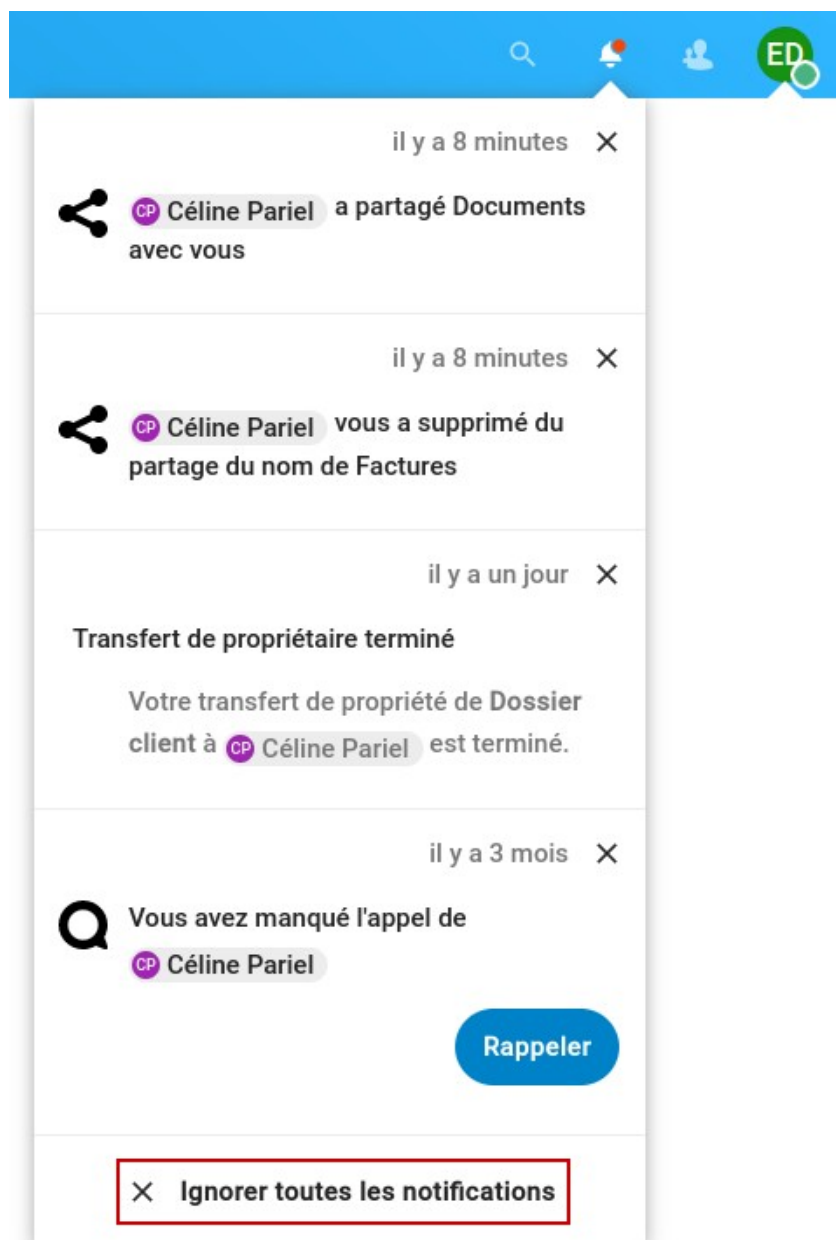 ED
il y a 8 minutes
CP Céline Pariel a partagé Documents
avec vous
il y a 8 minutes
CP Céline Pariel vous a supprimé du
partage du nom de Factures
il y a un jour
Transfert de propriétaire terminé
Votre transfert de propriété de Dossier
client à CP Céline Pariel est terminé.
il y a 3 mois
Vous avez manqué l'appel de
CP Céline Pariel
Rappeler
Ignorer toutes les notifications